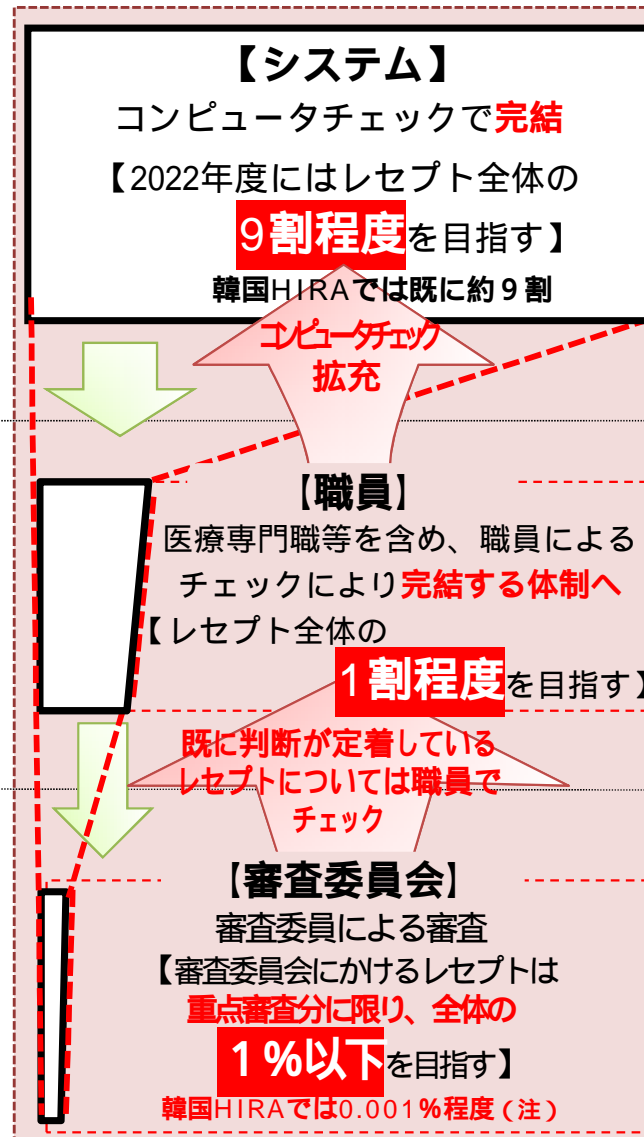 【システム】
コンピュータチェックで完結
【2022年度にはレセプト全体の
9割程度を目指す】
韓国HIRAでは既に約９割
コンピュータチェック
拡充
【職員】
医療専門職等を含め、職員による
チェックにより完結する体制へ
【レセプト全体の
1割程度を目指す】
既に判断が定着している
レセプトについては職員で
チェック
【審査委員会】
審査委員による審査
【審査委員会にかけるレセプトは
重点審査分に限り、全体の
１%以下を目指す】
韓国HIRAでは0.001%程度（注）